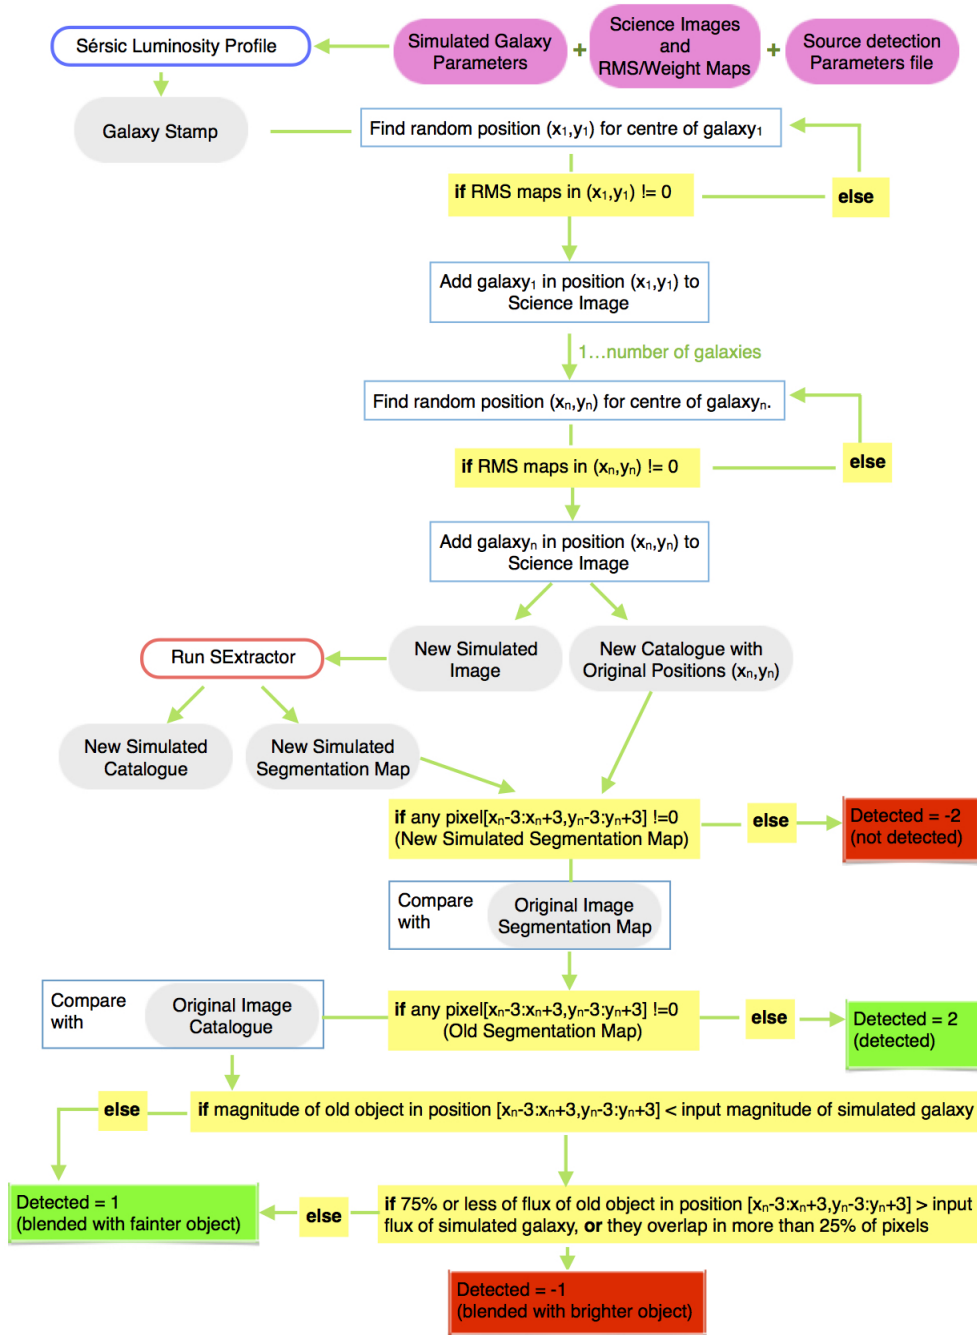 Sérsic Luminosity Profile
Simulated Galaxy
Parameters
+
Science Images
and
RMS/Weight Maps
+
Source detection
Parameters file
Galaxy Stamp
Find random position (x₁,y₁) for centre of galaxy₁
if RMS maps in (x₁,y₁) != 0
else
Add galaxy₁ in position (x₁,y₁) to
Science Image
1...number of galaxies
Find random position (xₙ,yₙ) for centre of galaxyₙ.
if RMS maps in (xₙ,yₙ) != 0
else
Add galaxyₙ in position (xₙ,yₙ) to
Science Image
Run SExtractor
New Simulated
Image
New Catalogue with
Original Positions (xₙ,yₙ)
New Simulated
Catalogue
New Simulated
Segmentation Map
if any pixel[xₙ-3:xₙ+3,yₙ-3:yₙ+3] !=0
(New Simulated Segmentation Map)
else
Detected = -2
(not detected)
Compare
with
Original Image
Segmentation Map
Compare
with
Original Image
Catalogue
if any pixel[xₙ-3:xₙ+3,yₙ-3:yₙ+3] !=0
(Old Segmentation Map)
else
Detected = 2
(detected)
else
if magnitude of old object in position [xₙ-3:xₙ+3,yₙ-3:yₙ+3] < input magnitude of simulated galaxy
Detected = 1
(blended with fainter object)
else
if 75% or less of flux of old object in position [xₙ-3:xₙ+3,yₙ-3:yₙ+3] > input
flux of simulated galaxy, or they overlap in more than 25% of pixels
Detected = -1
(blended with brighter object)